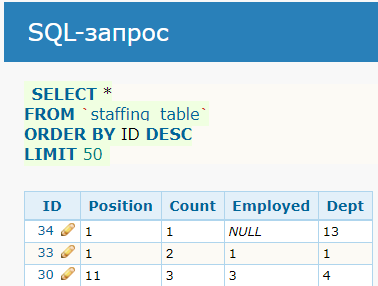 SQL-запрос
SELECT *
FROM `staffing_table`
ORDER BY ID DESC
LIMIT 50
ID Position Count Employed Dept
34 1 1 NULL 13
33 1 2 1 1
30 11 3 3 4